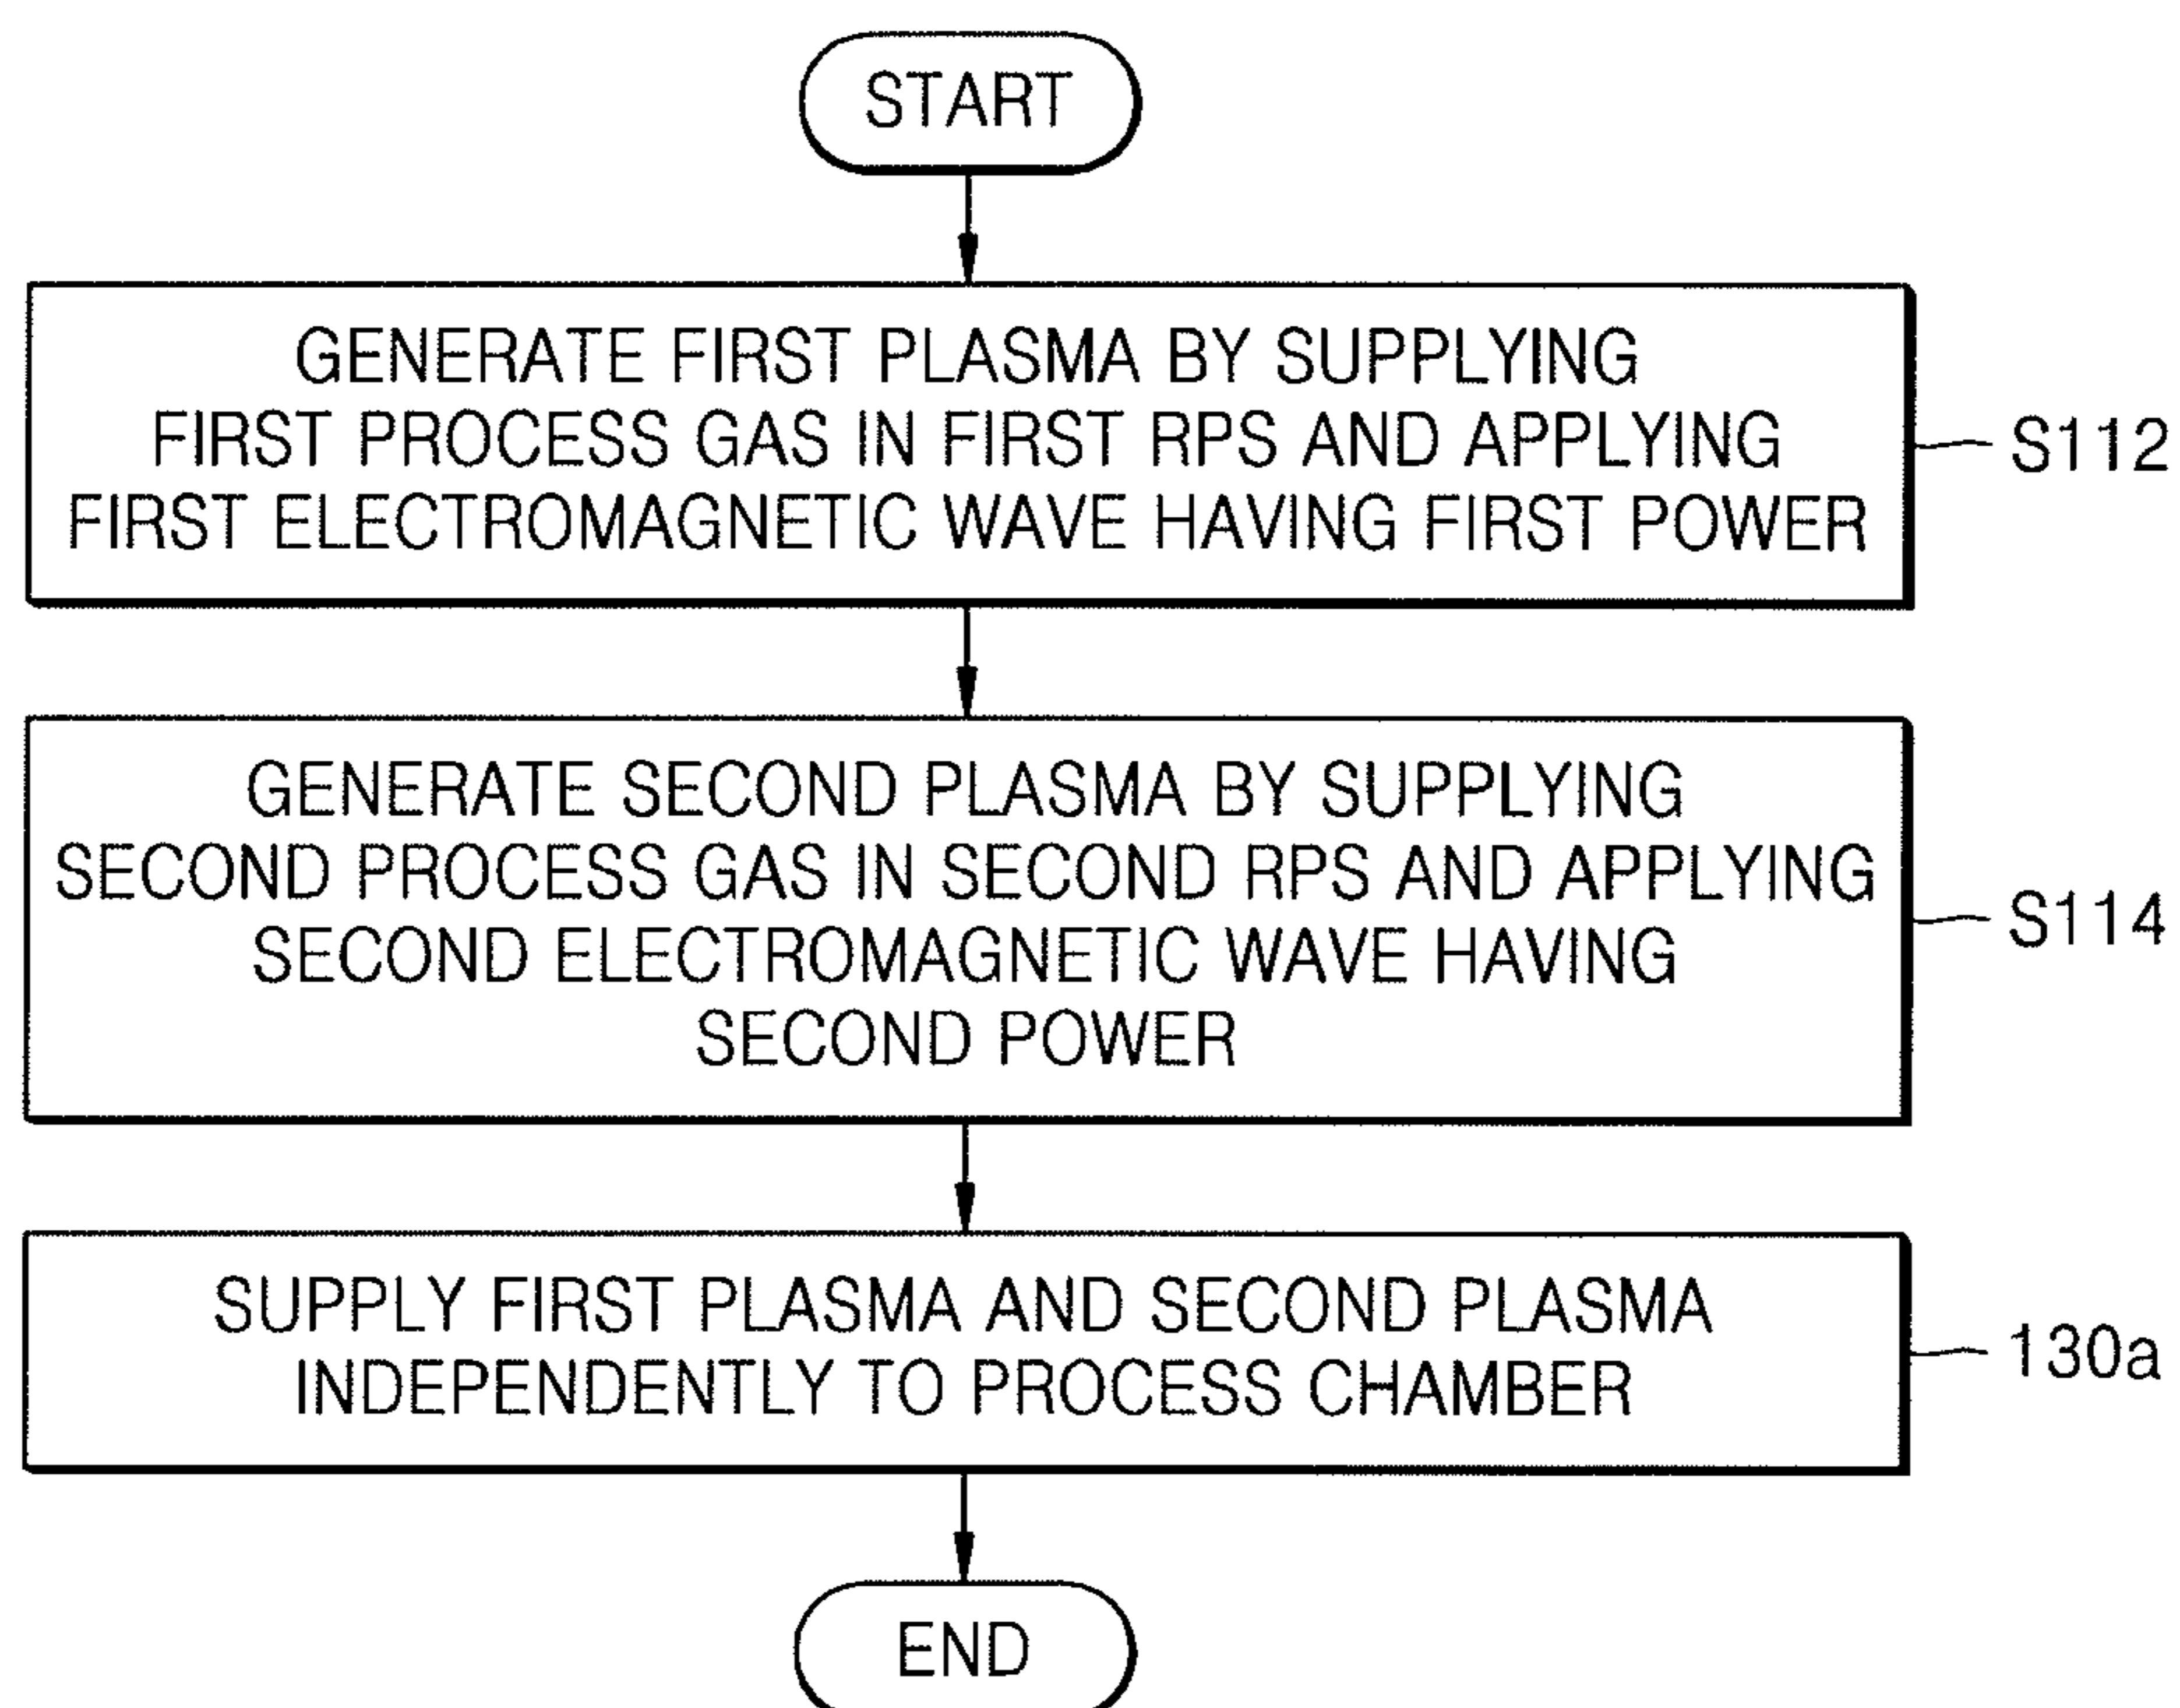 START
GENERATE FIRST PLASMA BY SUPPLYING
FIRST PROCESS GAS IN FIRST RPS AND APPLYING
FIRST ELECTROMAGNETIC WAVE HAVING FIRST POWER
S112
GENERATE SECOND PLASMA BY SUPPLYING
SECOND PROCESS GAS IN SECOND RPS AND APPLYING
SECOND ELECTROMAGNETIC WAVE HAVING
SECOND POWER
S114
SUPPLY FIRST PLASMA AND SECOND PLASMA
INDEPENDENTLY TO PROCESS CHAMBER
130a
END